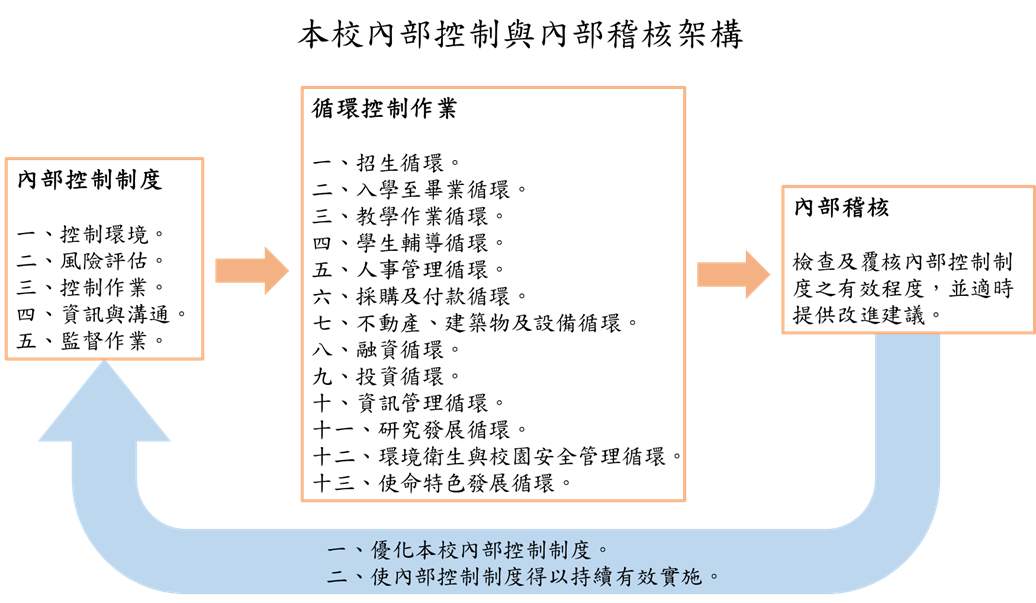 本校內部控制與內部稽核架構
內部控制制度
一、控制環境。
二、風險評估。
三、控制作業。
四、資訊與溝通。
五、監督作業。
循環控制作業
一、招生循環。
二、入學至畢業循環。
三、教學作業循環。
四、學生輔導循環。
五、人事管理循環。
六、採購及付款循環。
七、不動產、建築物及設備循環。
八、融資循環。
九、投資循環。
十、資訊管理循環。
十一、研究發展循環。
十二、環境衛生與校園安全管理循環。
十三、使命特色發展循環。
內部稽核
檢查及覆核內部控制制
度之有效程度，並適時
提供改進建議。
一、優化本校內部控制制度。
二、使內部控制制度得以持續有效實施。